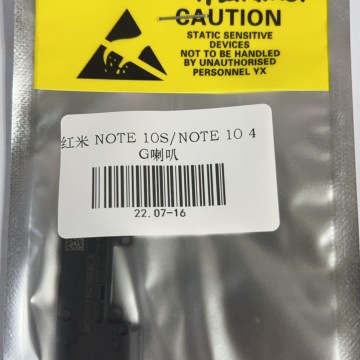 CAUTION
STATIC SENSITIVE
DEVICES
NOT TO BE HANDLED
BY UNAUTHORISED
PERSONNEL YX
红米 NOTE 10S/NOTE 10 4
G喇叭
22.07-16